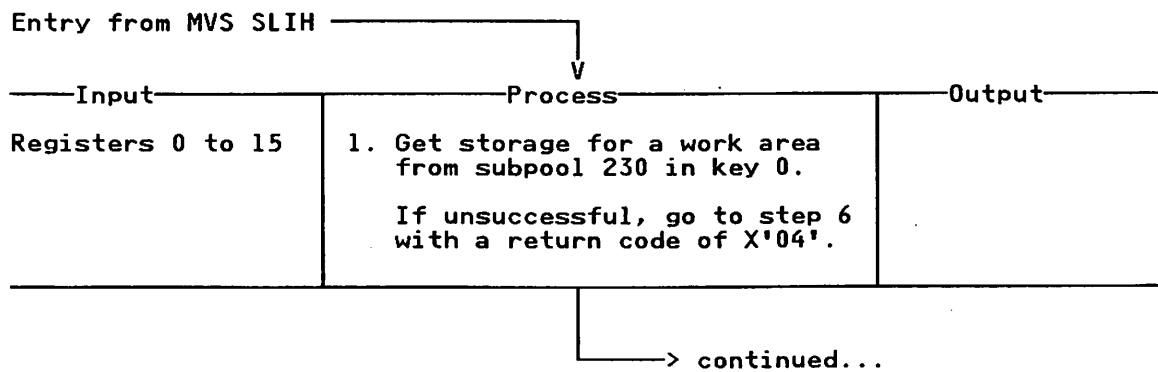 Entry from MVS SLIH
Input Process Output
Registers 0 to 15 1. Get storage for a work area
from subpool 230 in key 0.
If unsuccessful, go to step 6
with a return code of X'04'.
continued...